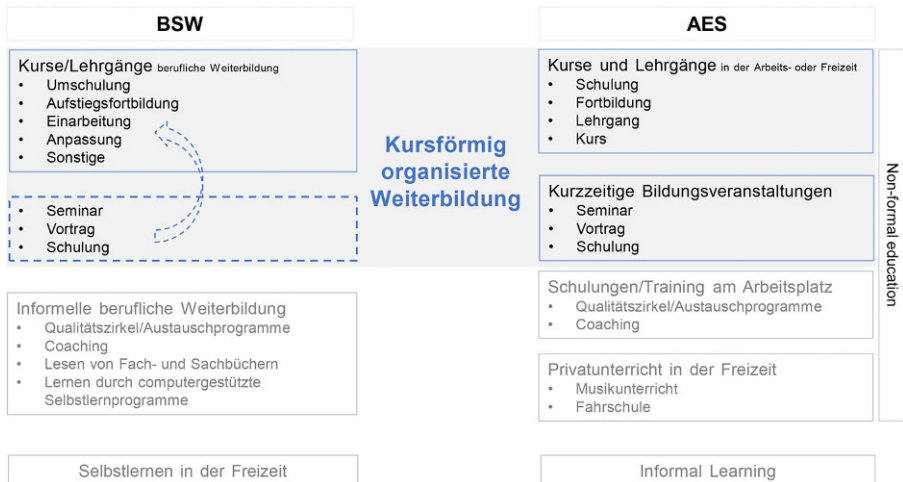 BSW
Kurse/Lehrgänge berufliche Weiterbildung
• Umschulung
• Aufstiegsfortbildung
• Einarbeitung
• Anpassung
• Sonstige
• Seminar
• Vortrag
• Schulung
Informelle berufliche Weiterbildung
• Qualitätszirkel/Austauschprogramme
• Coaching
• Lesen von Fach- und Sachbüchern
• Lernen durch computergestützte
Selbstlernprogramme
Selbstlernen in der Freizeit
Kursförmig
organisierte
Weiterbildung
AES
Kurse und Lehrgänge in der Arbeits- oder Freizeit
• Schulung
• Fortbildung
• Lehrgang
• Kurs
Kurzzeitige Bildungsveranstaltungen
• Seminar
• Vortrag
• Schulung
Schulungen/Training am Arbeitsplatz
• Qualitätszirkel/Austauschprogramme
• Coaching
Privatunterricht in der Freizeit
• Musikunterricht
• Fahrschule
Informal Learning
Non-formal education